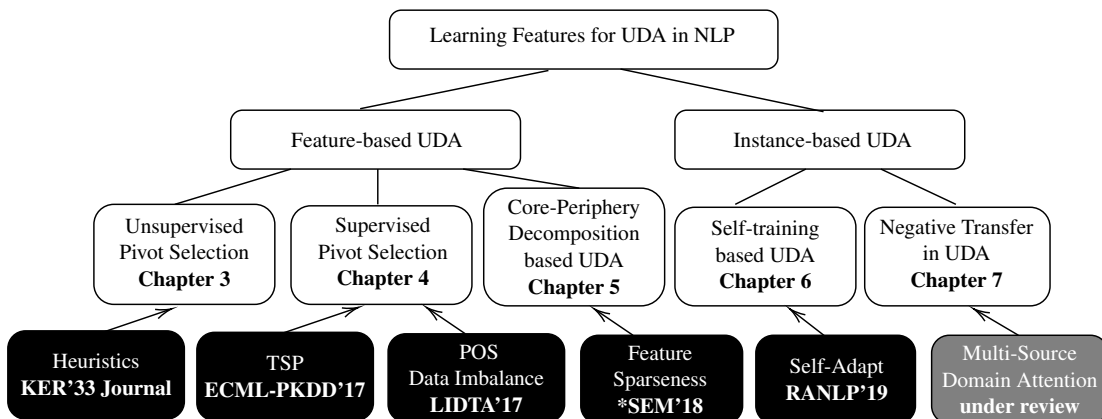 Learning Features for UDA in NLP
Feature-based UDA
Instance-based UDA
Unsupervised
Pivot Selection
Chapter 3
Supervised
Pivot Selection
Chapter 4
Core-Periphery
Decomposition
based UDA
Chapter 5
Self-training
based UDA
Chapter 6
Negative Transfer
in UDA
Chapter 7
Heuristics
KER'33 Journal
TSP
ECML-PKDD'17
POS
Data Imbalance
LIDTA'17
Feature
Sparseness
*SEM'18
Self-Adapt
RANLP'19
Multi-Source
Domain Attention
under review